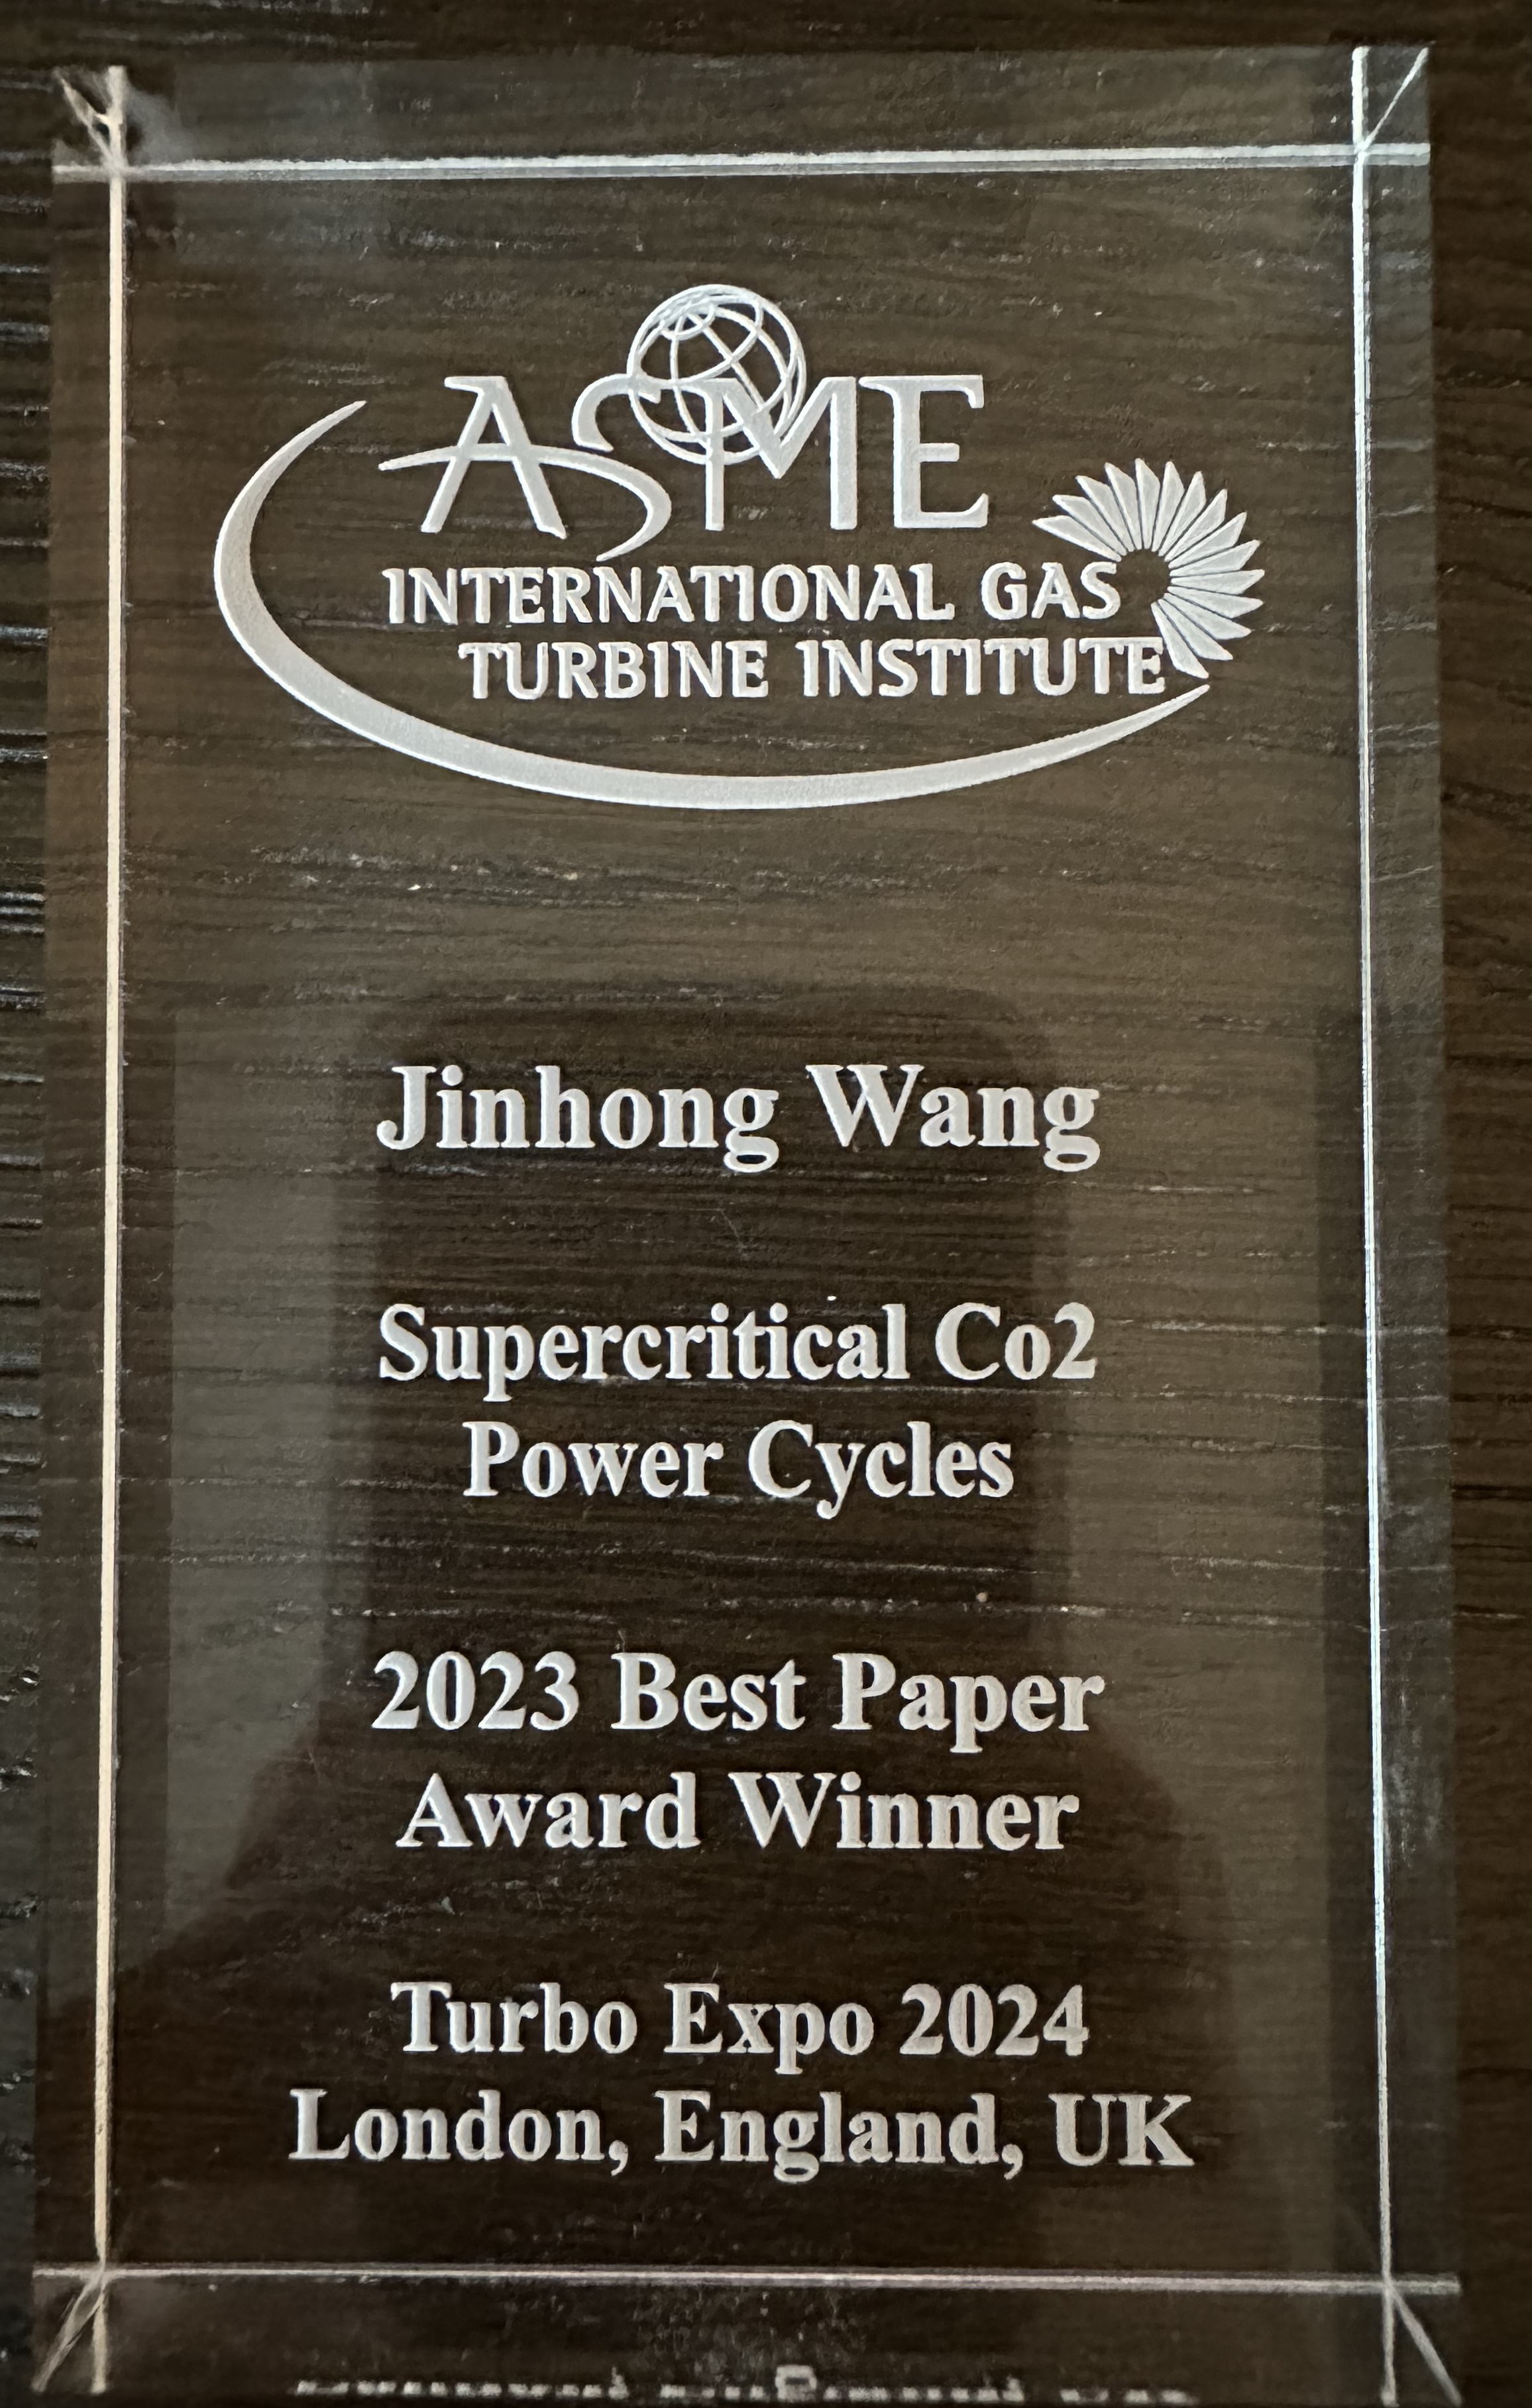 ASME
INTERNATIONAL GAS
TURBINE INSTITUTE
Jinhong Wang
Supercritical Co2
Power Cycles
2023 Best Paper
Award Winner
Turbo Expo 2024
London, England, UK